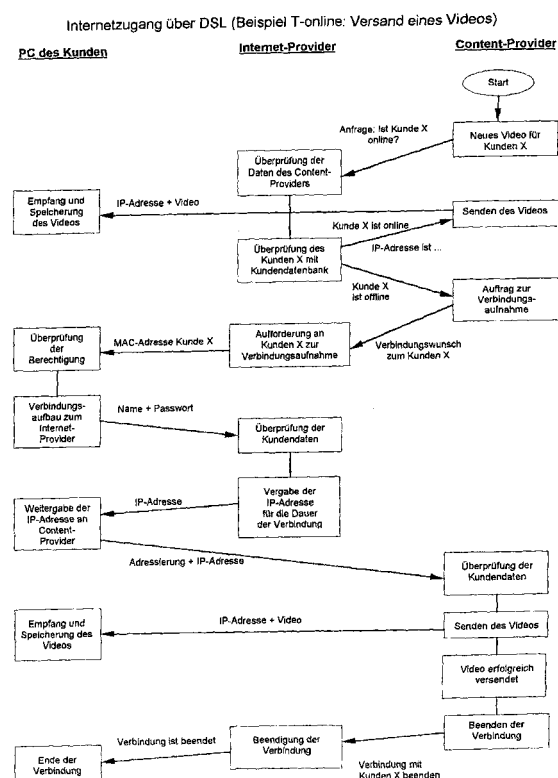 Internetzugang über DSL (Beispiel T-online: Versand eines Videos)
PC des Kunden
Internet-Provider
Content-Provider
Start
Anfrage: Ist Kunde X
online?
Neues Video für
Kunden X
Überprüfung der
Daten des Content-
Providers
Empfang und
Speicherung
des Videos
IP-Adresse + Video
Senden des Videos
Kunde X ist online
IP-Adresse ist ...
Überprüfung des
Kunden X mit
Kundendatenbank
Kunde X
ist offline
Auftrag zur
Verbindungs-
aufnahme
Überprüfung
der
Berechtigung
MAC-Adresse Kunde X
Aufforderung an
Kunden X zur
Verbindungsaufnahme
Verbindungswunsch
zum Kunden X
Verbindungs-
aufbau zum
Internet-
Provider
Name + Passwort
Überprüfung der
Kundendaten
Weitergabe der
IP-Adresse an
Content-
Provider
IP-Adresse
Vergabe der
IP-Adresse
für die Dauer
der Verbindung
Adressierung + IP-Adresse
Überprüfung der
Kundendaten
Empfang und
Speicherung des
Videos
IP-Adresse + Video
Senden des Videos
Video erfolgreich
versendet
Beenden der
Verbindung
Verbindung ist beendet
Beendigung der
Verbindung
Ende der
Verbindung
Verbindung mit
Kunden X beenden